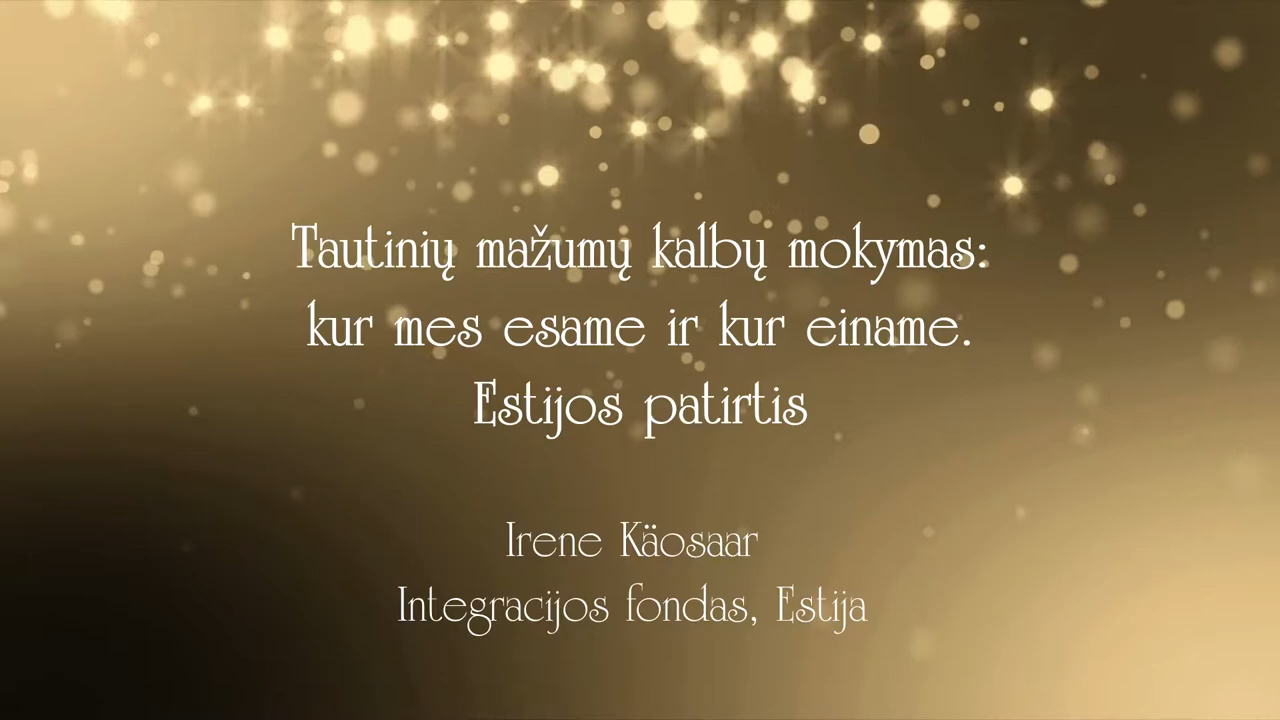 Tautinių mažumų kalbų mokymas:
kur mes esame ir kur einame.
Estijos patirtis
Irene Käosaar
Integracijos fondas, Estija